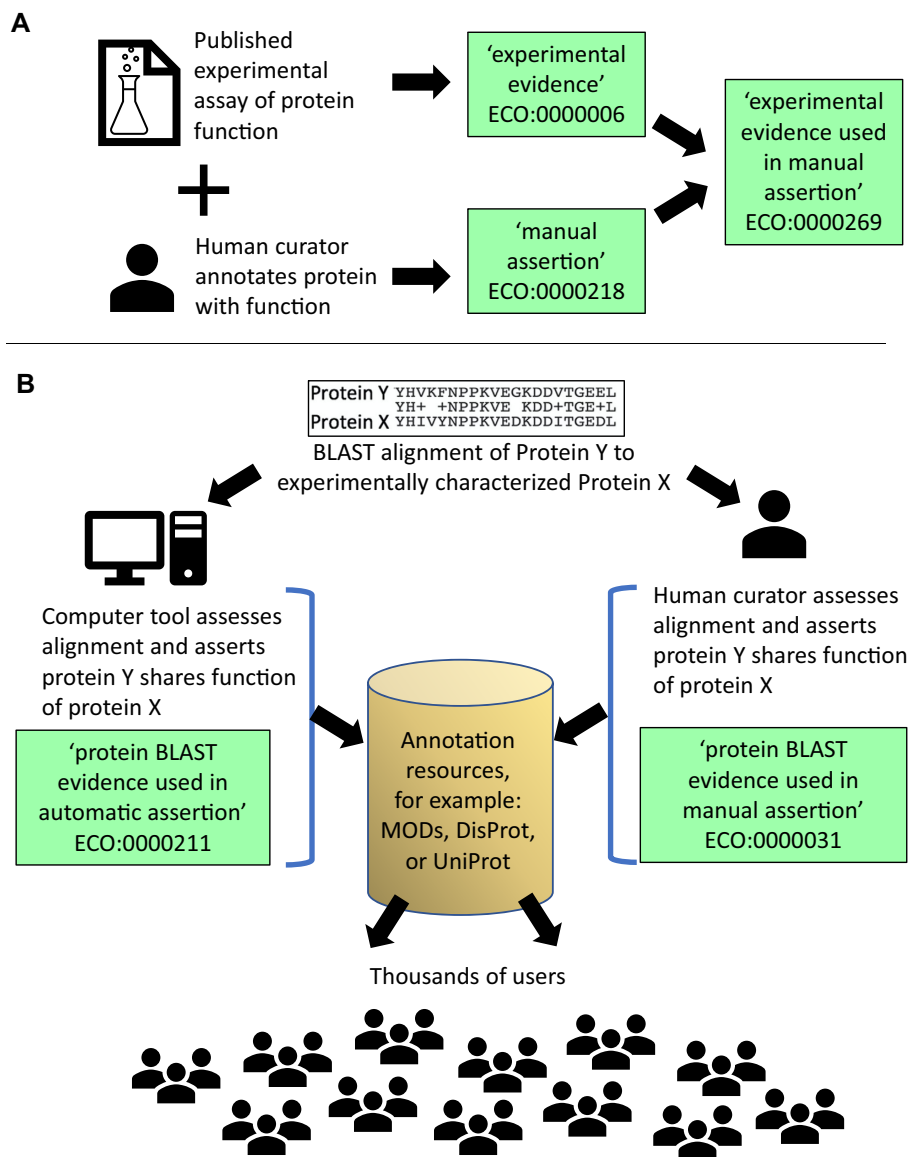 A
Published
experimental
assay of protein
function
‘experimental
evidence’
ECO:0000006
‘experimental
evidence used
in manual
assertion’
ECO:0000269
Human curator
annotates protein
with function
‘manual
assertion’
ECO:0000218
B
Protein Y YHVKFNPPKVEGKDDVTGEEL
YH+ +NPPKVE KDD+TGE+L
Protein X YHIVYNPPKVEDKDDITGEDL
BLAST alignment of Protein Y to
experimentally characterized Protein X
Computer tool assesses
alignment and asserts
protein Y shares function
of protein X
‘protein BLAST
evidence used in
automatic assertion’
ECO:0000211
Annotation
resources,
for example:
MODs, DisProt,
or UniProt
Human curator assesses
alignment and asserts
protein Y shares function
of protein X
‘protein BLAST
evidence used in
manual assertion’
ECO:0000031
Thousands of users